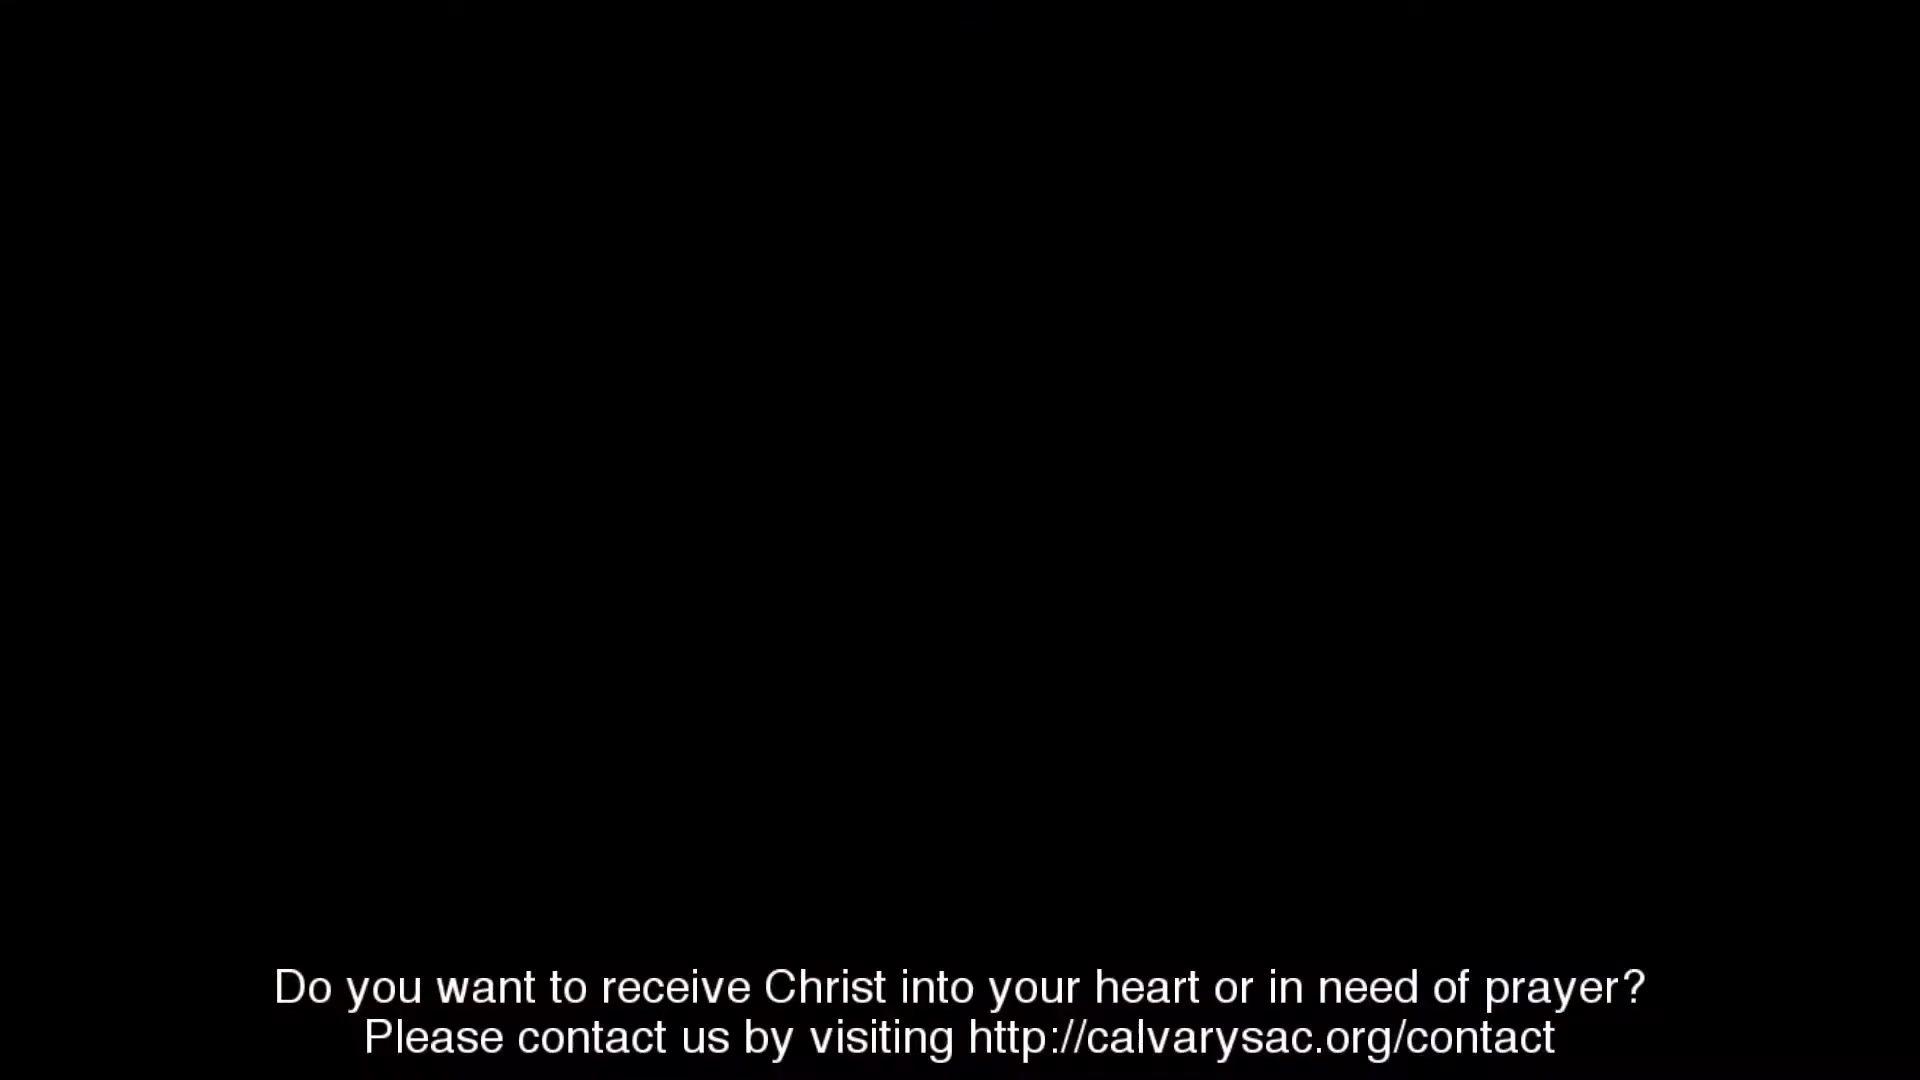 Do you want to receive Christ into your heart or in need of prayer?
Please contact us by visiting http://calvarysac.org/contact